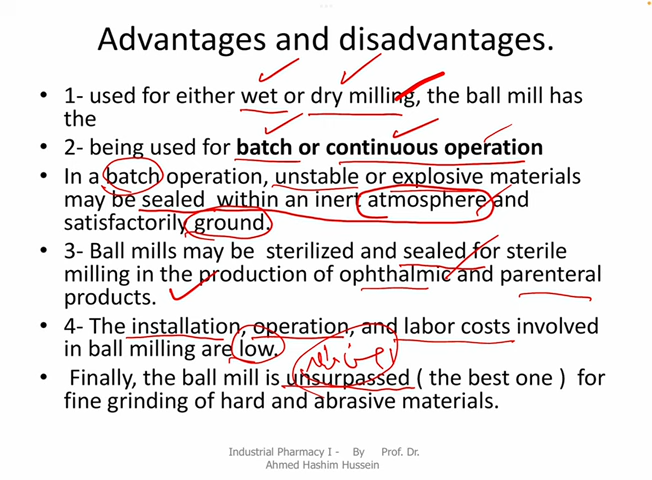 Advantages and disadvantages.
• 1- used for either wet or dry milling, the ball mill has
the
• 2- being used for batch or continuous operation
• In a batch operation, unstable or explosive materials
may be sealed within an inert atmosphere and
satisfactorily ground.
• 3- Ball mills may be sterilized and sealed for sterile
milling in the production of ophthalmic and parenteral
products.
• 4- The installation, operation, and labor costs involved
in ball milling are low.
• Finally, the ball mill is unsurpassed ( the best one ) for
fine grinding of hard and abrasive materials.
Industrial Pharmacy I - By Prof. Dr.
Ahmed Hashim Hussein